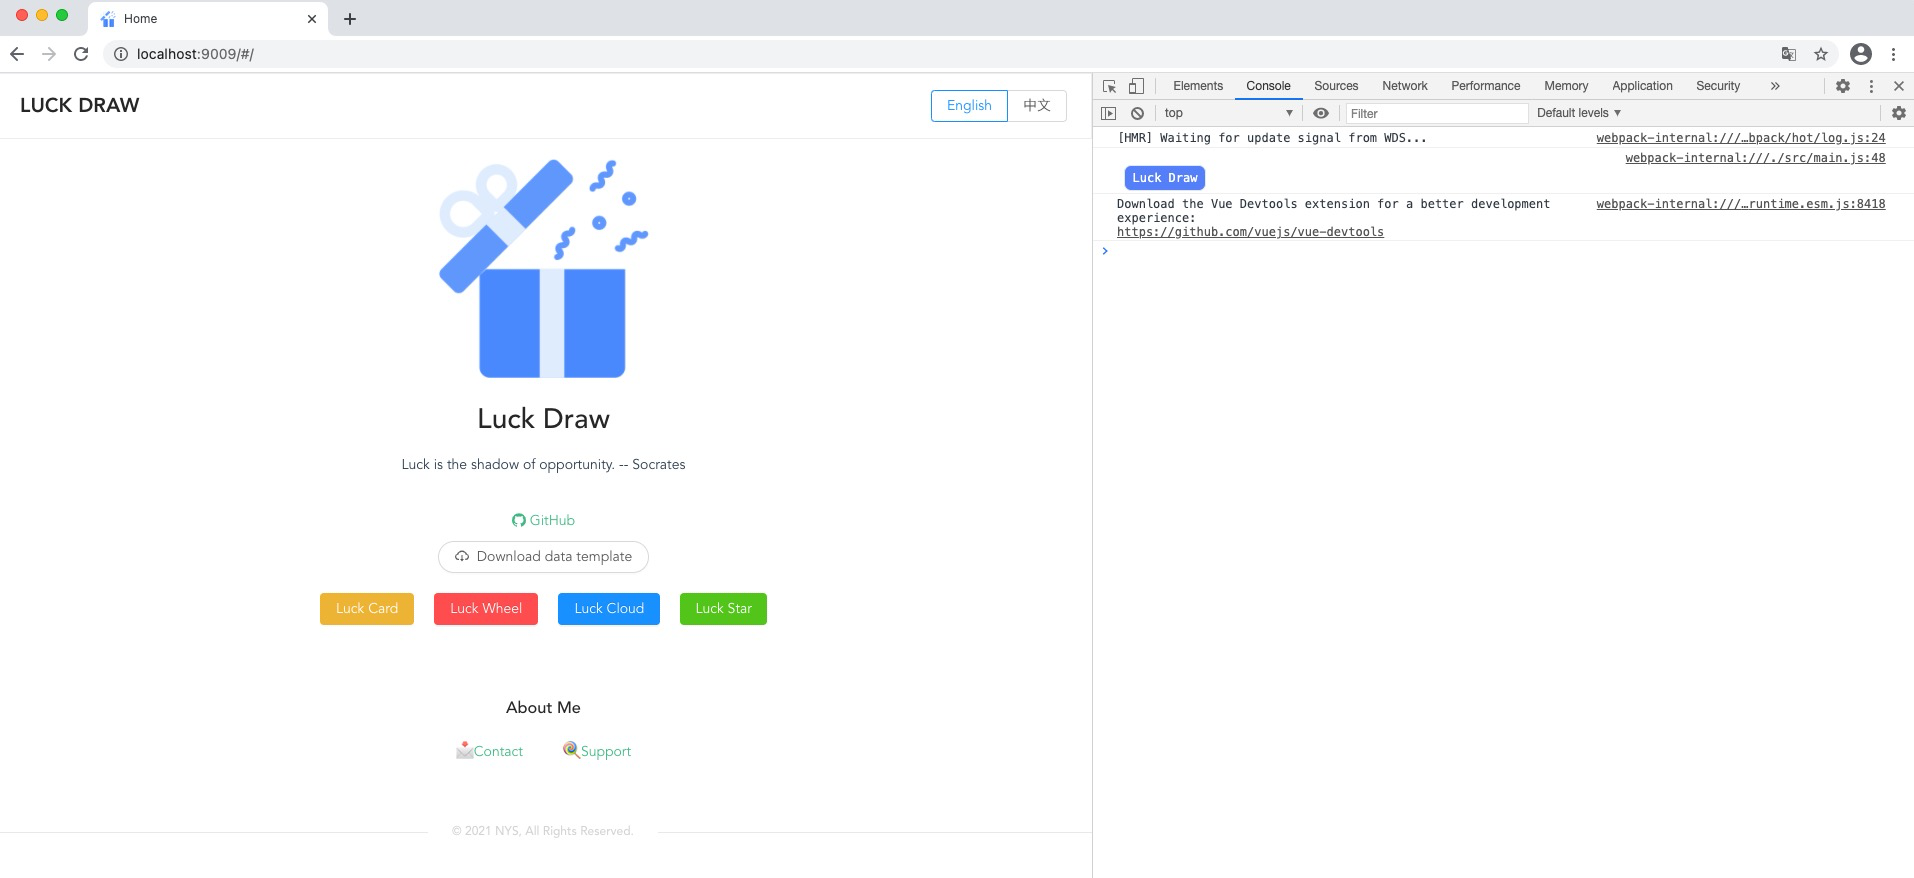 Home
localhost:9009/#/
LUCK DRAW
English
中文
Luck Draw
Luck is the shadow of opportunity. -- Socrates
GitHub
Download data template
Luck Card
Luck Wheel
Luck Cloud
Luck Star
About Me
Contact
Support
© 2021 NYS, All Rights Reserved.
Elements
Console
Sources
Network
Performance
Memory
Application
Security
top
Filter
Default levels
[HMR] Waiting for update signal from WDS...
webpack-internal:///…bpack/hot/log.js:24
webpack-internal:///./src/main.js:48
Luck Draw
Download the Vue Devtools extension for a better development
webpack-internal:///…runtime.esm.js:8418
experience:
https://github.com/vuejs/vue-devtools